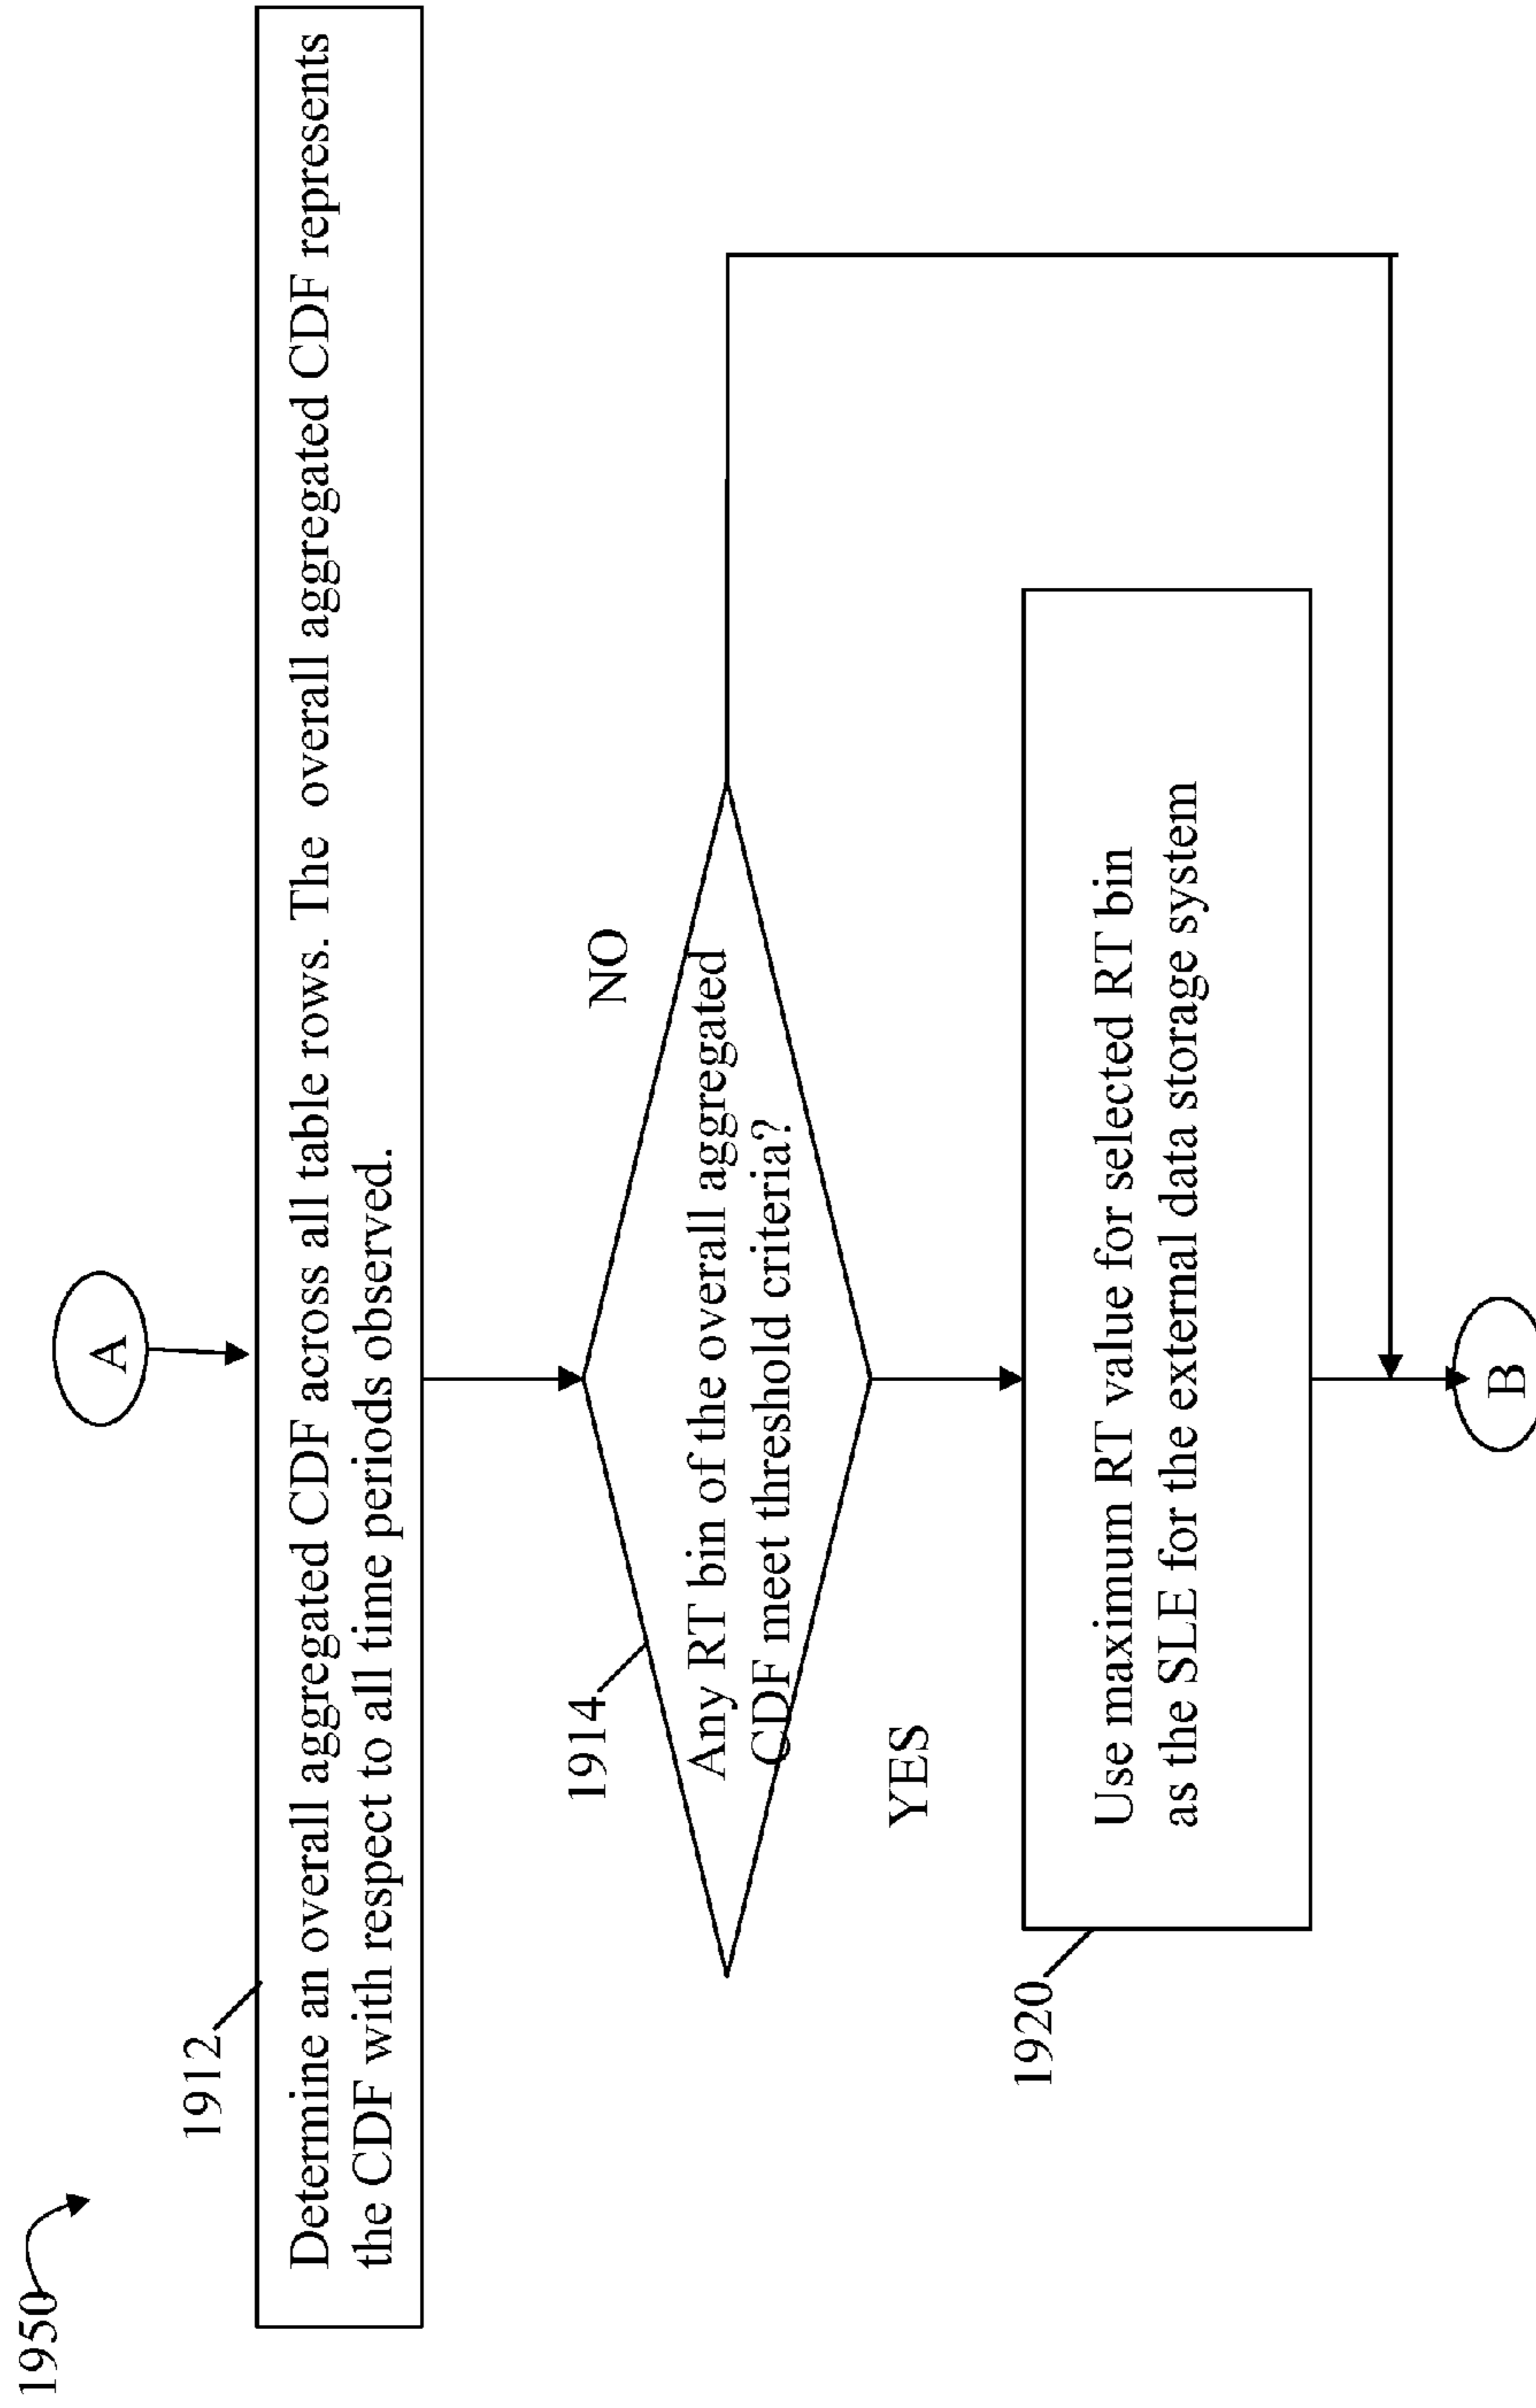 1950
A
1912
Determine an overall aggregated CDF across all table rows. The overall aggregated CDF represents
the CDF with respect to all time periods observed.
1914
NO
Any RT bin of the overall aggregated
CDF meet threshold criteria?
YES
1920
Use maximum RT value for selected RT bin
as the SLE for the external data storage system
B